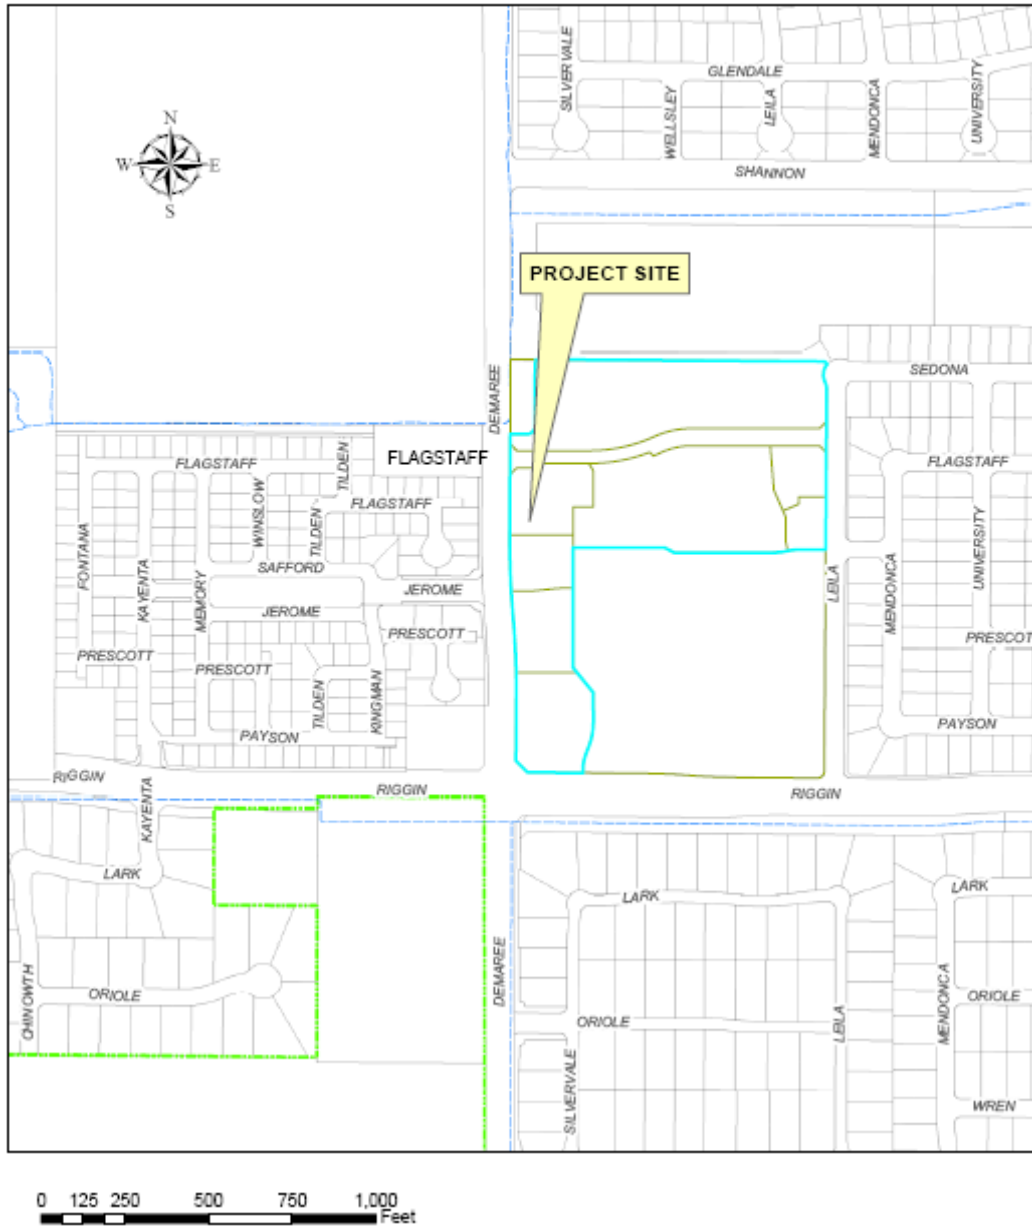 SILVERVALE
GLENDALE
WELLSLEY
LEILA
MENDONCA
UNIVERSITY
SHANNON
N
W E
S
PROJECT SITE
DEMAREE
SEDONA
FLAGSTAFF
FLAGSTAFF
FLAGSTAFF
TILDEN
WINSLOW
FLAGSTAFF
TILDEN
FONTANA
KAYENTA
MEMORY
SAFFORD
JEROME
JEROME
PRESCOTT
PRESCOTT
PRESCOTT
TILDEN
KINGMAN
PAYSON
LEILA
MENDONCA
UNIVERSITY
PRESCOTT
PAYSON
RIGGIN
RIGGIN
RIGGIN
KAYENTA
LARK
LARK
LARK
CHINOWTH
ORIOLE
DEMAREE
ORIOLE
SILVERVALE
LEILA
MENDONCA
ORIOLE
WREN
0 125 250 500 750 1,000
Feet